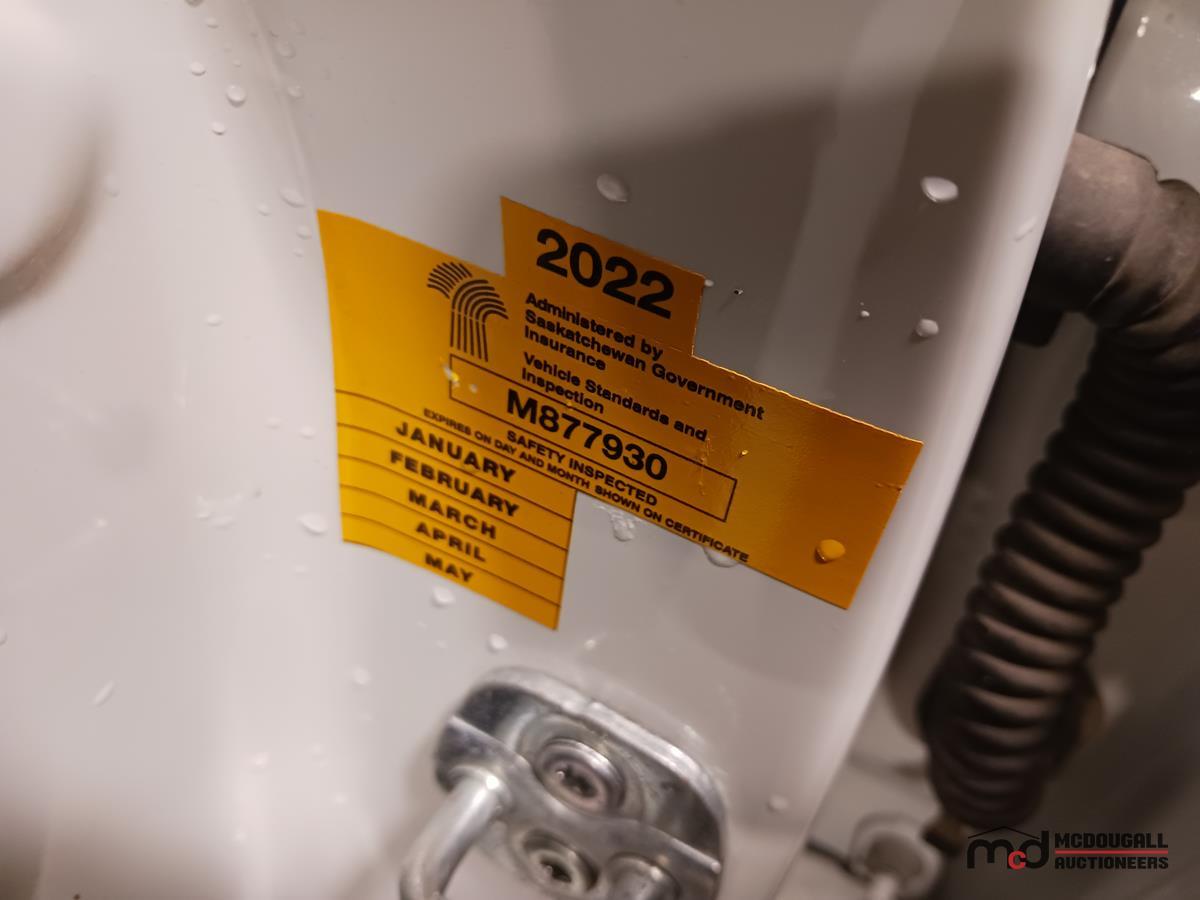 2022
Administered by
Saskatchewan Government
Insurance
Vehicle Standards and
Inspection
M877930
SAFETY INSPECTED
EXPIRES ON DAY AND MONTH SHOWN ON CERTIFICATE
JANUARY
FEBRUARY
MARCH
APRIL
MAY
mcd MCDOUGALL
AUCTIONEERS